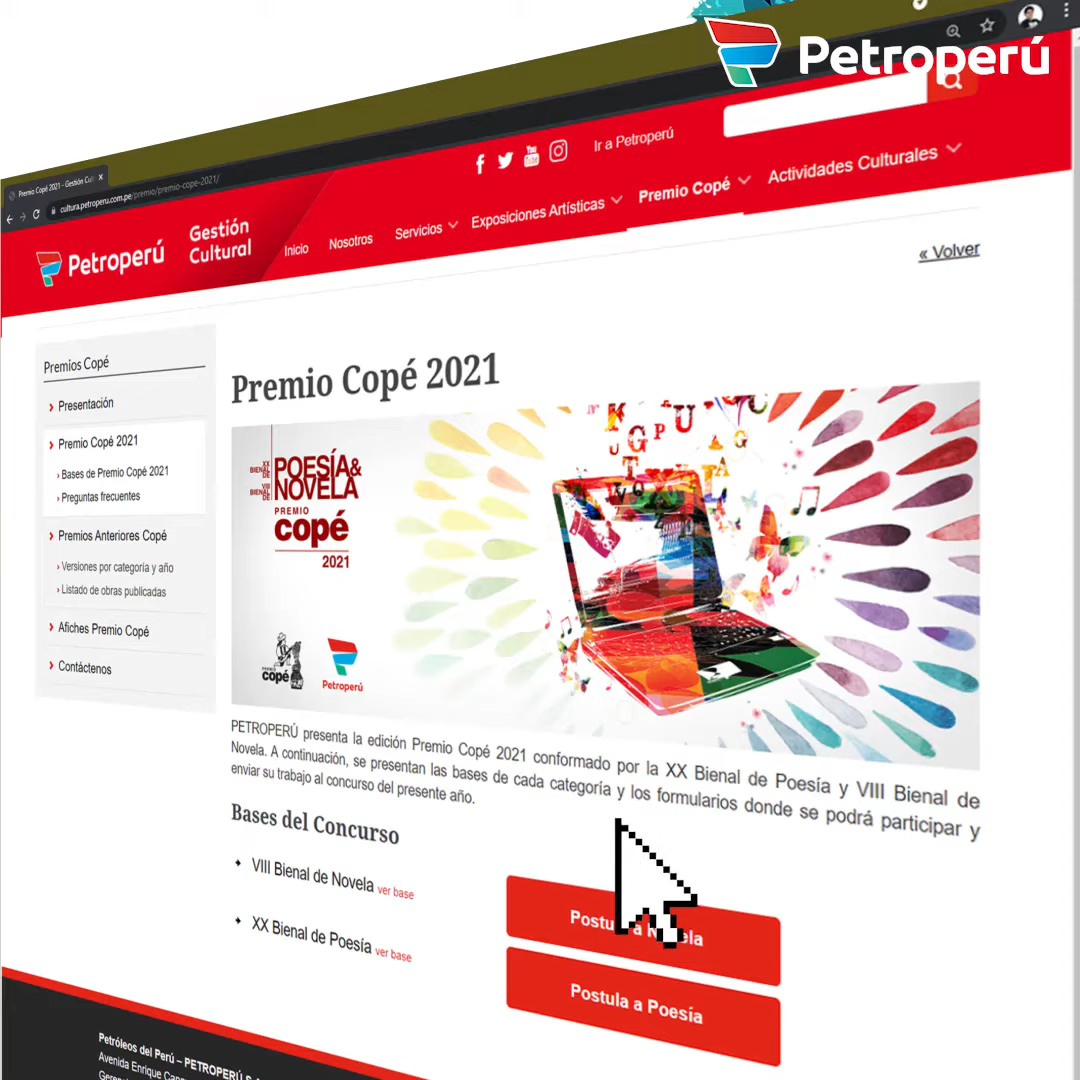 Petroperú
Premio Copé 2021 - Gestión Cul
cultura.petroperu.com.pe/premio/premio-cope-2021/
Ir a Petroperú
Petroperú
Gestión
Cultural
Inicio
Nosotros
Servicios
Exposiciones Artísticas
Premio Copé
Actividades Culturales
« Volver
Premios Copé
Presentación
Premio Copé 2021
Bases de Premio Copé 2021
Preguntas frecuentes
Premios Anteriores Copé
Versiones por categoría y año
Listado de obras publicadas
Afiches Premio Copé
Contáctenos
Premio Copé 2021
XX BIENAL DE POESÍA&
VIII BIENAL DE NOVELA
PREMIO
copé
2021
PREMIO
copé
Petroperú
PETROPERÚ presenta la edición Premio Copé 2021 conformado por la XX Bienal de Poesía y VIII Bienal de
Novela. A continuación, se presentan las bases de cada categoría y los formularios donde se podrá participar y
enviar su trabajo al concurso del presente año.
Bases del Concurso
VIII Bienal de Novela ver base
XX Bienal de Poesía ver base
Postu a N ela
Postula a Poesía
Petróleos del Perú – PETROPERÚ S.A
Avenida Enrique Can